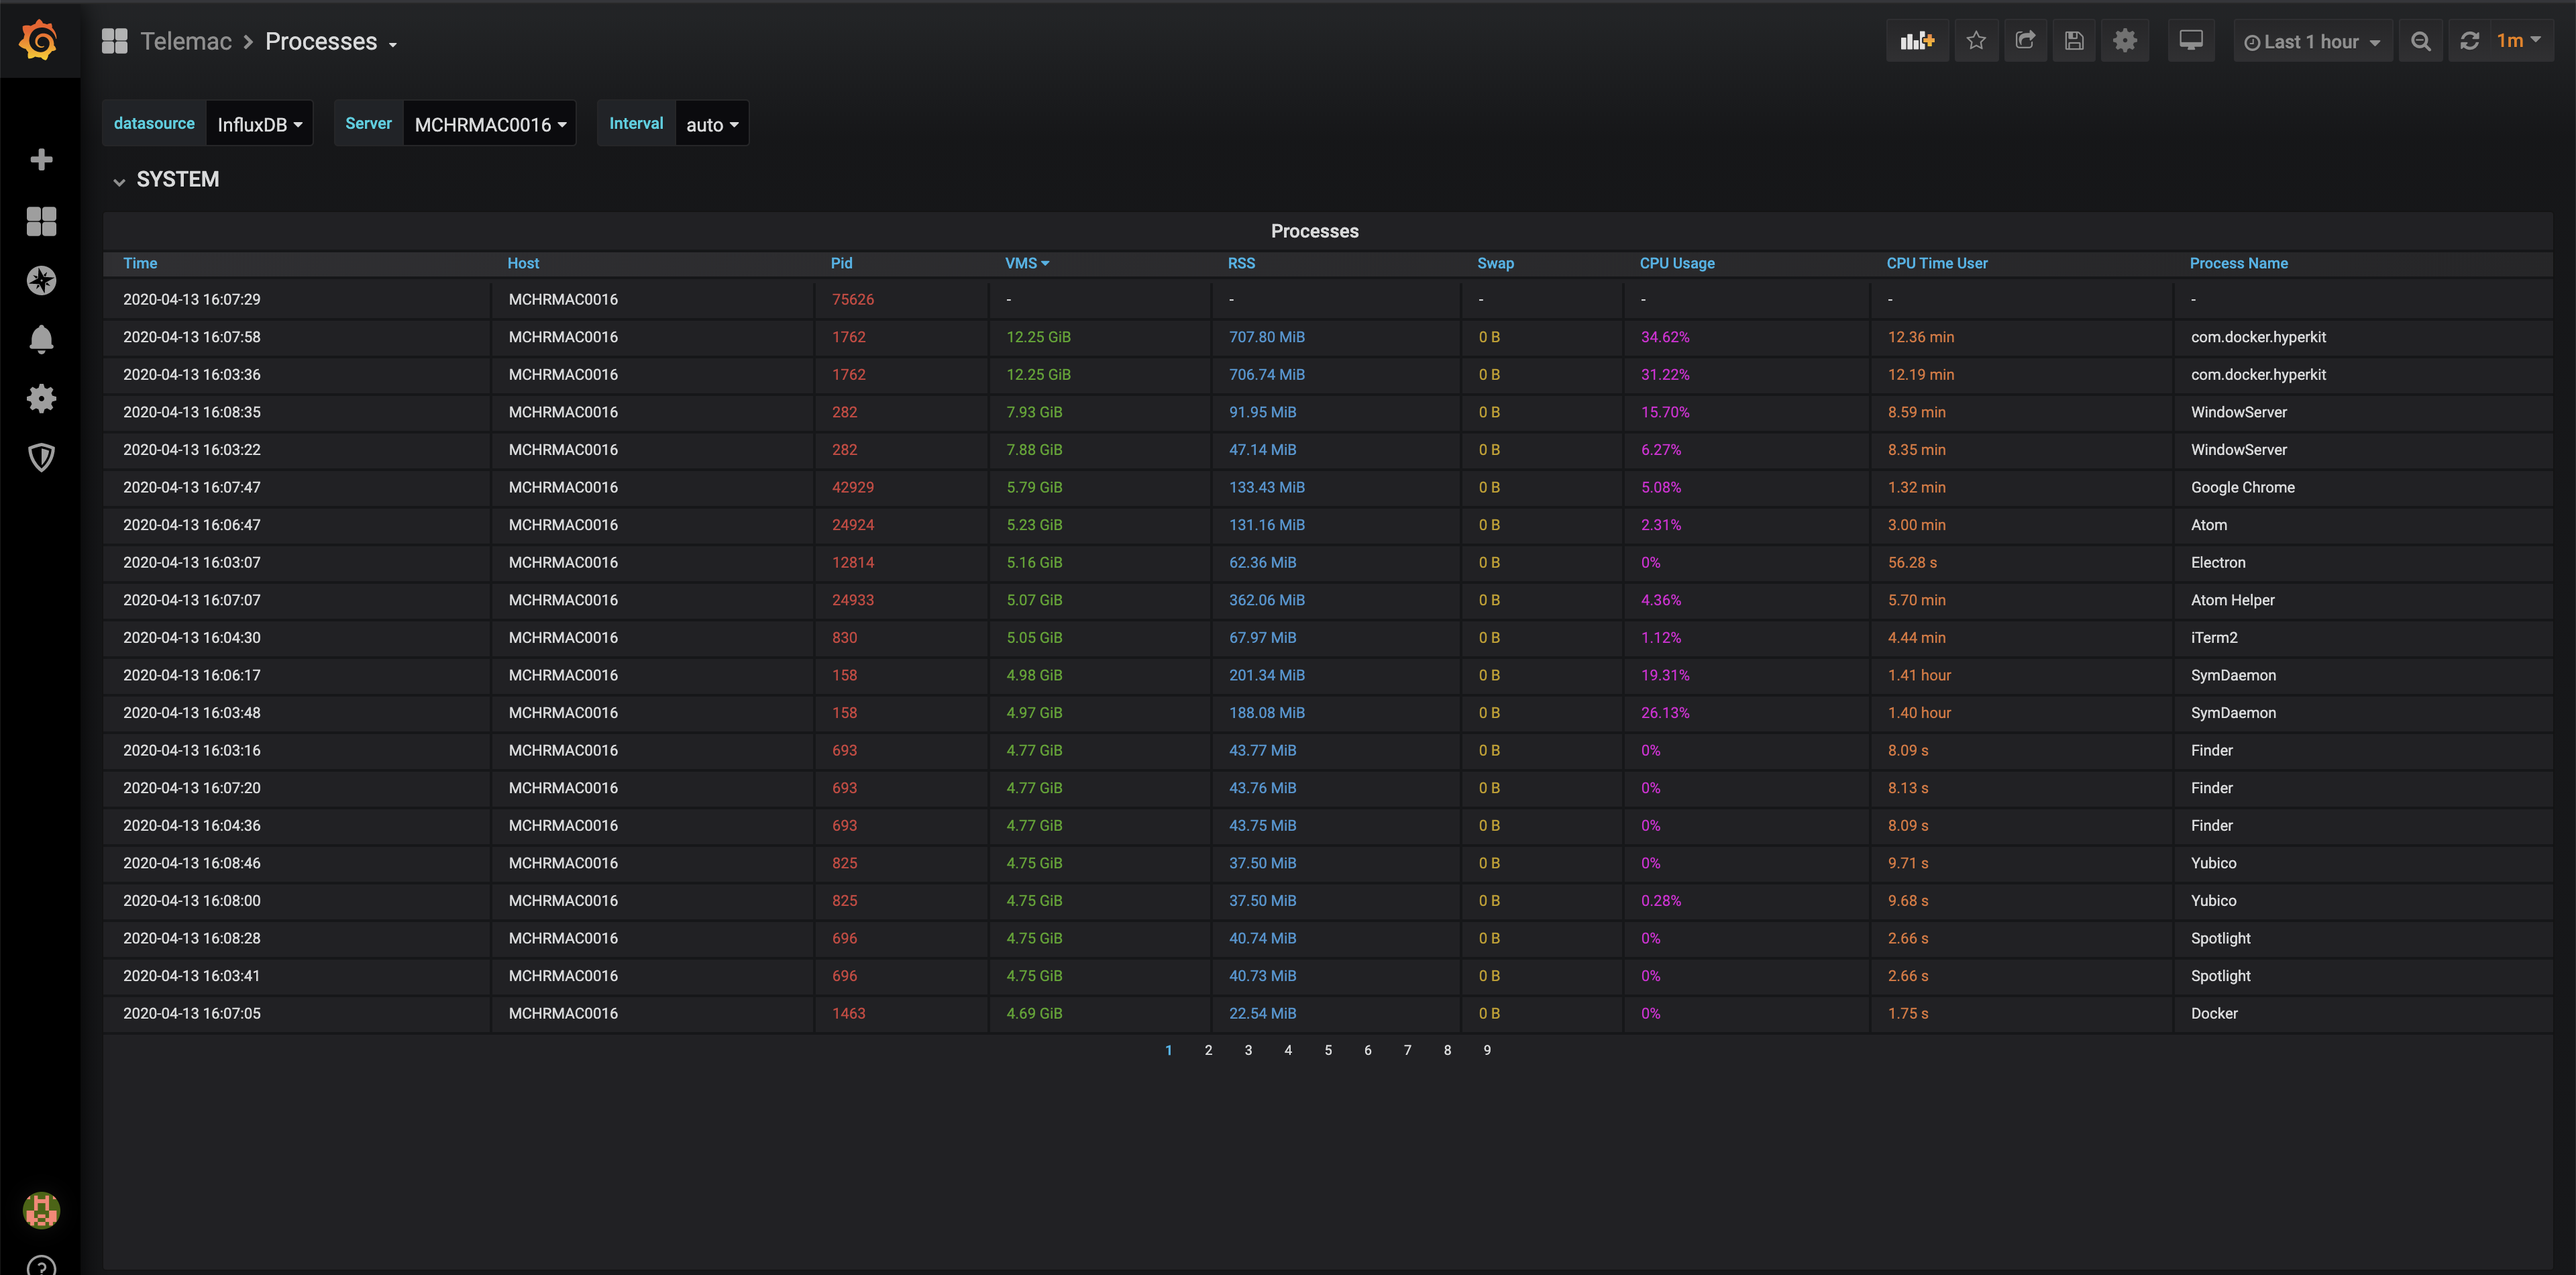 Telemac > Processes
Last 1 hour 1m
datasource InfluxDB Server MCHRMAC0016 Interval auto
SYSTEM
Processes
Time Host Pid VMS RSS Swap CPU Usage CPU Time User Process Name
2020-04-13 16:07:29 MCHRMAC0016 75626 - - - - - -
2020-04-13 16:07:58 MCHRMAC0016 1762 12.25 GiB 707.80 MiB 0 B 34.62% 12.36 min com.docker.hyperkit
2020-04-13 16:03:36 MCHRMAC0016 1762 12.25 GiB 706.74 MiB 0 B 31.22% 12.19 min com.docker.hyperkit
2020-04-13 16:08:35 MCHRMAC0016 282 7.93 GiB 91.95 MiB 0 B 15.70% 8.59 min WindowServer
2020-04-13 16:03:22 MCHRMAC0016 282 7.88 GiB 47.14 MiB 0 B 6.27% 8.35 min WindowServer
2020-04-13 16:07:47 MCHRMAC0016 42929 5.79 GiB 133.43 MiB 0 B 5.08% 1.32 min Google Chrome
2020-04-13 16:06:47 MCHRMAC0016 24924 5.23 GiB 131.16 MiB 0 B 2.31% 3.00 min Atom
2020-04-13 16:03:07 MCHRMAC0016 12814 5.16 GiB 62.36 MiB 0 B 0% 56.28 s Electron
2020-04-13 16:07:07 MCHRMAC0016 24933 5.07 GiB 362.06 MiB 0 B 4.36% 5.70 min Atom Helper
2020-04-13 16:04:30 MCHRMAC0016 830 5.05 GiB 67.97 MiB 0 B 1.12% 4.44 min iTerm2
2020-04-13 16:06:17 MCHRMAC0016 158 4.98 GiB 201.34 MiB 0 B 19.31% 1.41 hour SymDaemon
2020-04-13 16:03:48 MCHRMAC0016 158 4.97 GiB 188.08 MiB 0 B 26.13% 1.40 hour SymDaemon
2020-04-13 16:03:16 MCHRMAC0016 693 4.77 GiB 43.77 MiB 0 B 0% 8.09 s Finder
2020-04-13 16:07:20 MCHRMAC0016 693 4.77 GiB 43.76 MiB 0 B 0% 8.13 s Finder
2020-04-13 16:04:36 MCHRMAC0016 693 4.77 GiB 43.75 MiB 0 B 0% 8.09 s Finder
2020-04-13 16:08:46 MCHRMAC0016 825 4.75 GiB 37.50 MiB 0 B 0% 9.71 s Yubico
2020-04-13 16:08:00 MCHRMAC0016 825 4.75 GiB 37.50 MiB 0 B 0.28% 9.68 s Yubico
2020-04-13 16:08:28 MCHRMAC0016 696 4.75 GiB 40.74 MiB 0 B 0% 2.66 s Spotlight
2020-04-13 16:03:41 MCHRMAC0016 696 4.75 GiB 40.73 MiB 0 B 0% 2.66 s Spotlight
2020-04-13 16:07:05 MCHRMAC0016 1463 4.69 GiB 22.54 MiB 0 B 0% 1.75 s Docker
1 2 3 4 5 6 7 8 9